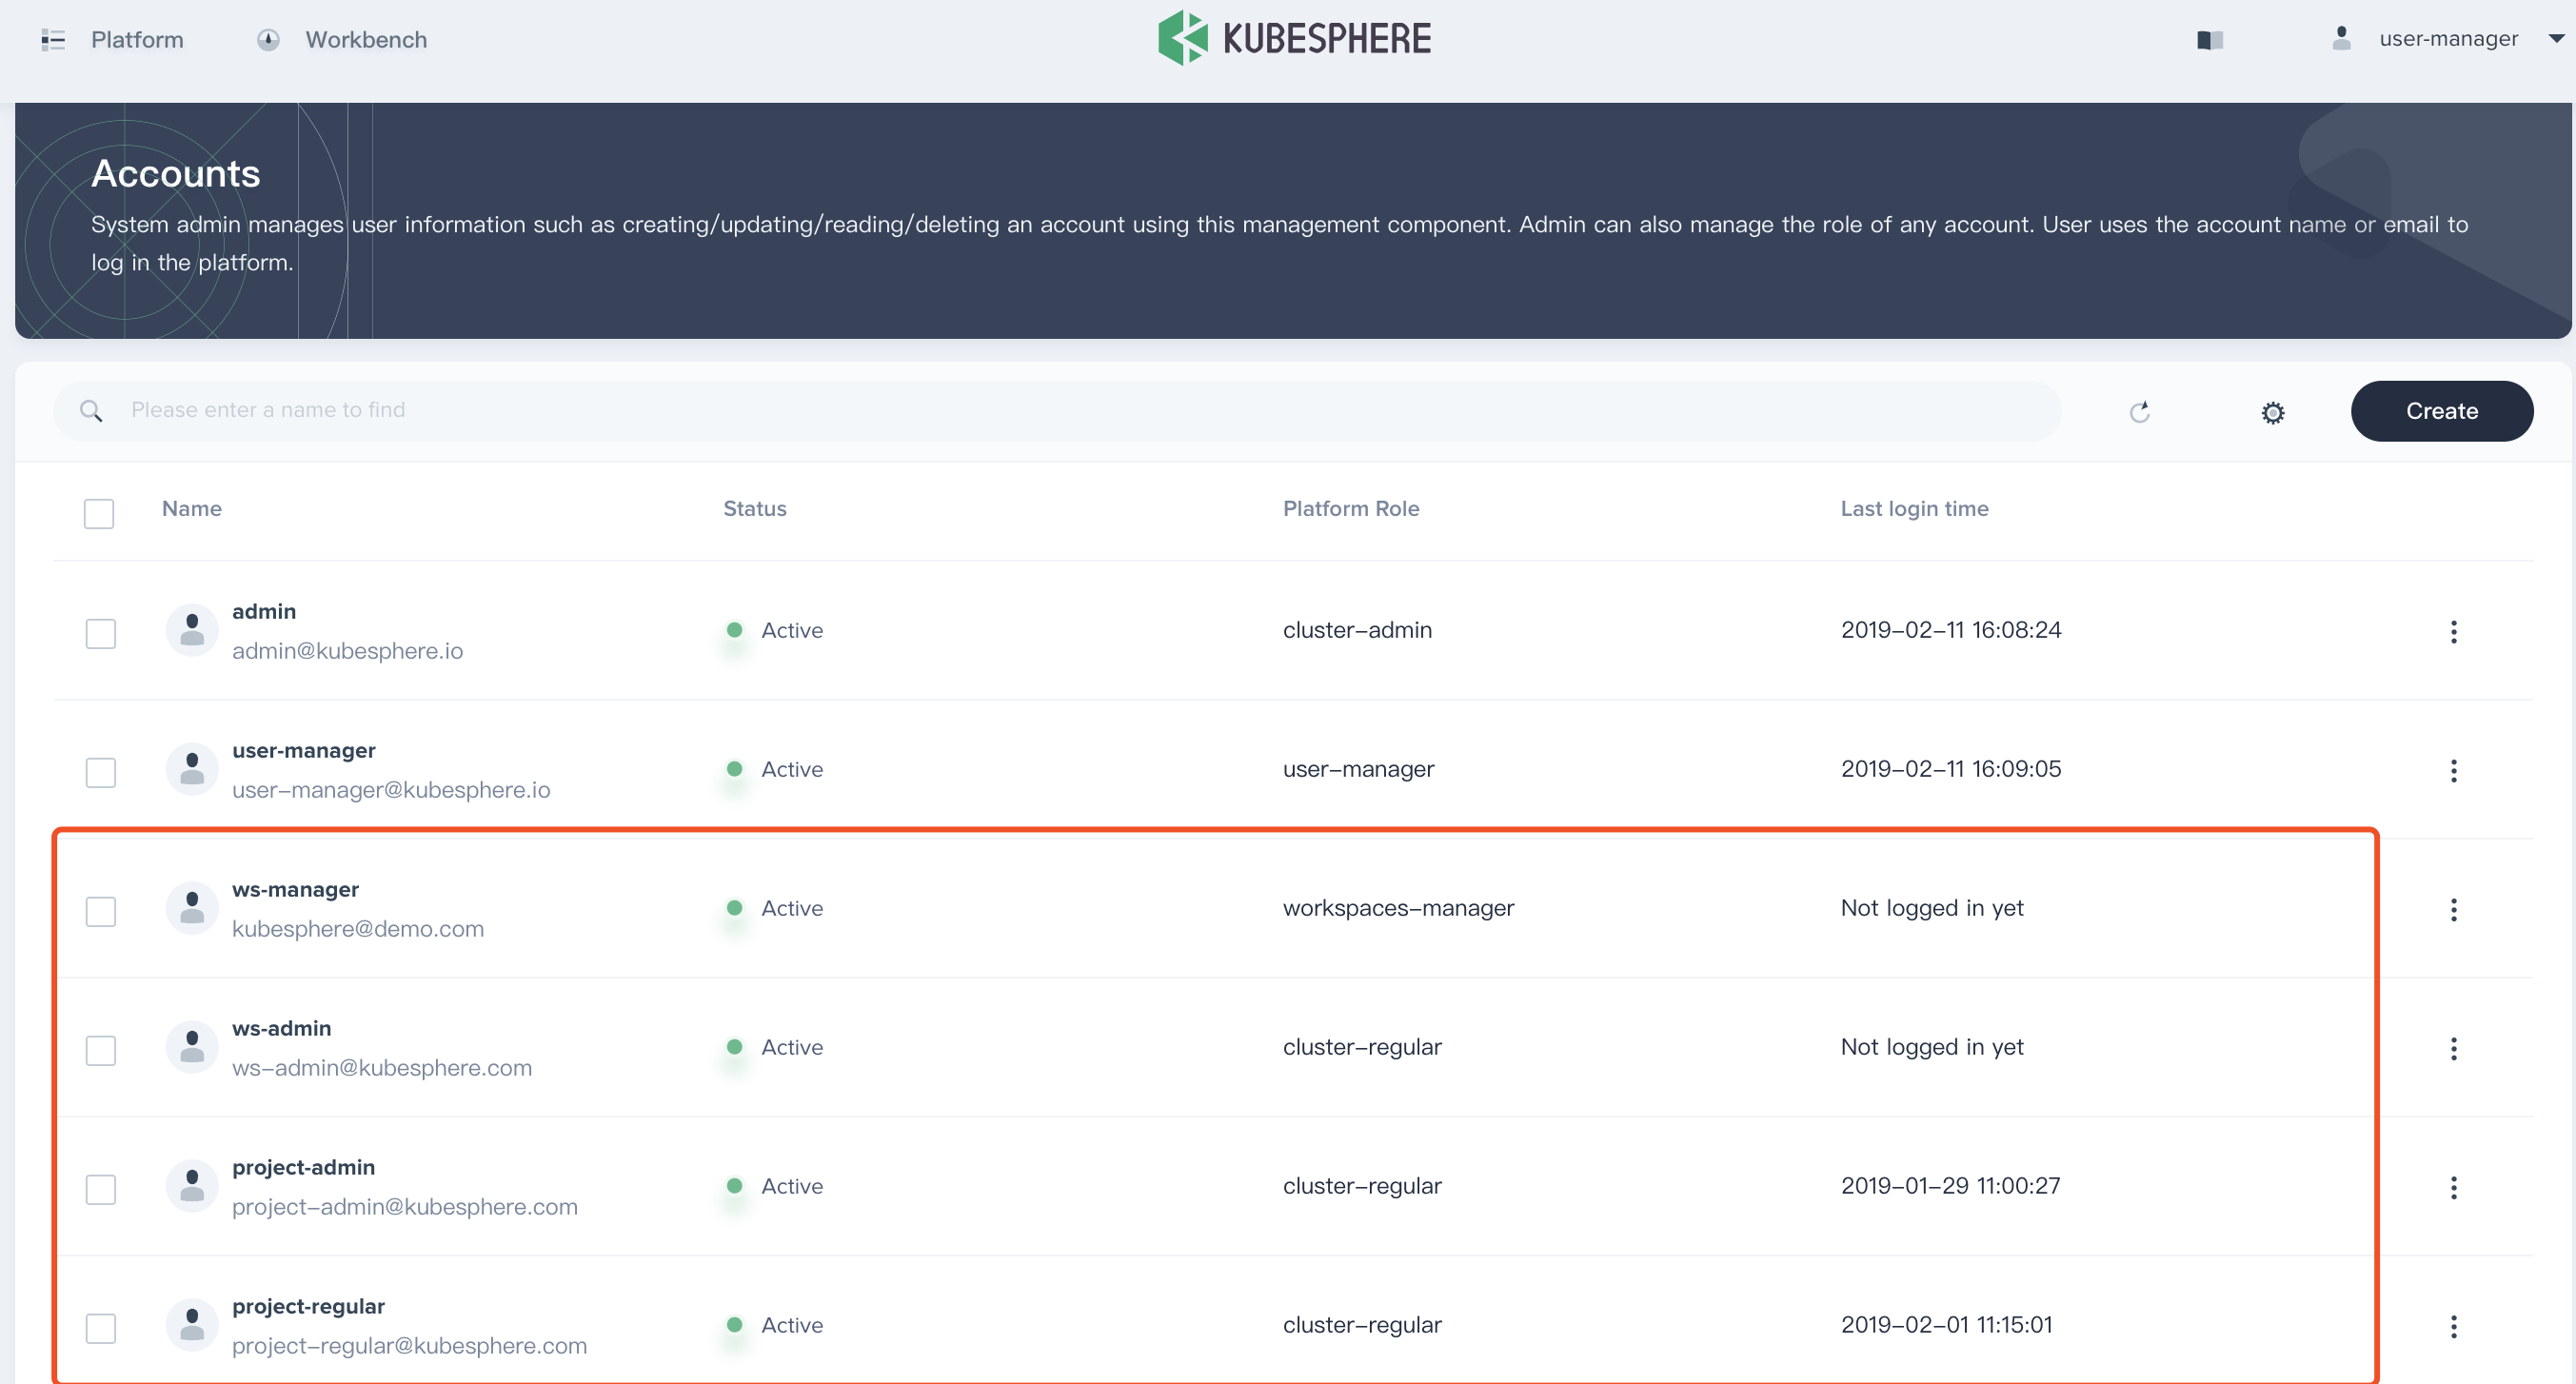 Platform Workbench KUBESPHERE user-manager
Accounts
System admin manages user information such as creating/updating/reading/deleting an account using this management component. Admin can also manage the role of any account. User uses the account name or email to
log in the platform.
Please enter a name to find Create
Name Status Platform Role Last login time
admin
admin@kubesphere.io
Active cluster-admin 2019-02-11 16:08:24
user-manager
user-manager@kubesphere.io
Active user-manager 2019-02-11 16:09:05
ws-manager
kubesphere@demo.com
Active workspaces-manager Not logged in yet
ws-admin
ws-admin@kubesphere.com
Active cluster-regular Not logged in yet
project-admin
project-admin@kubesphere.com
Active cluster-regular 2019-01-29 11:00:27
project-regular
project-regular@kubesphere.com
Active cluster-regular 2019-02-01 11:15:01